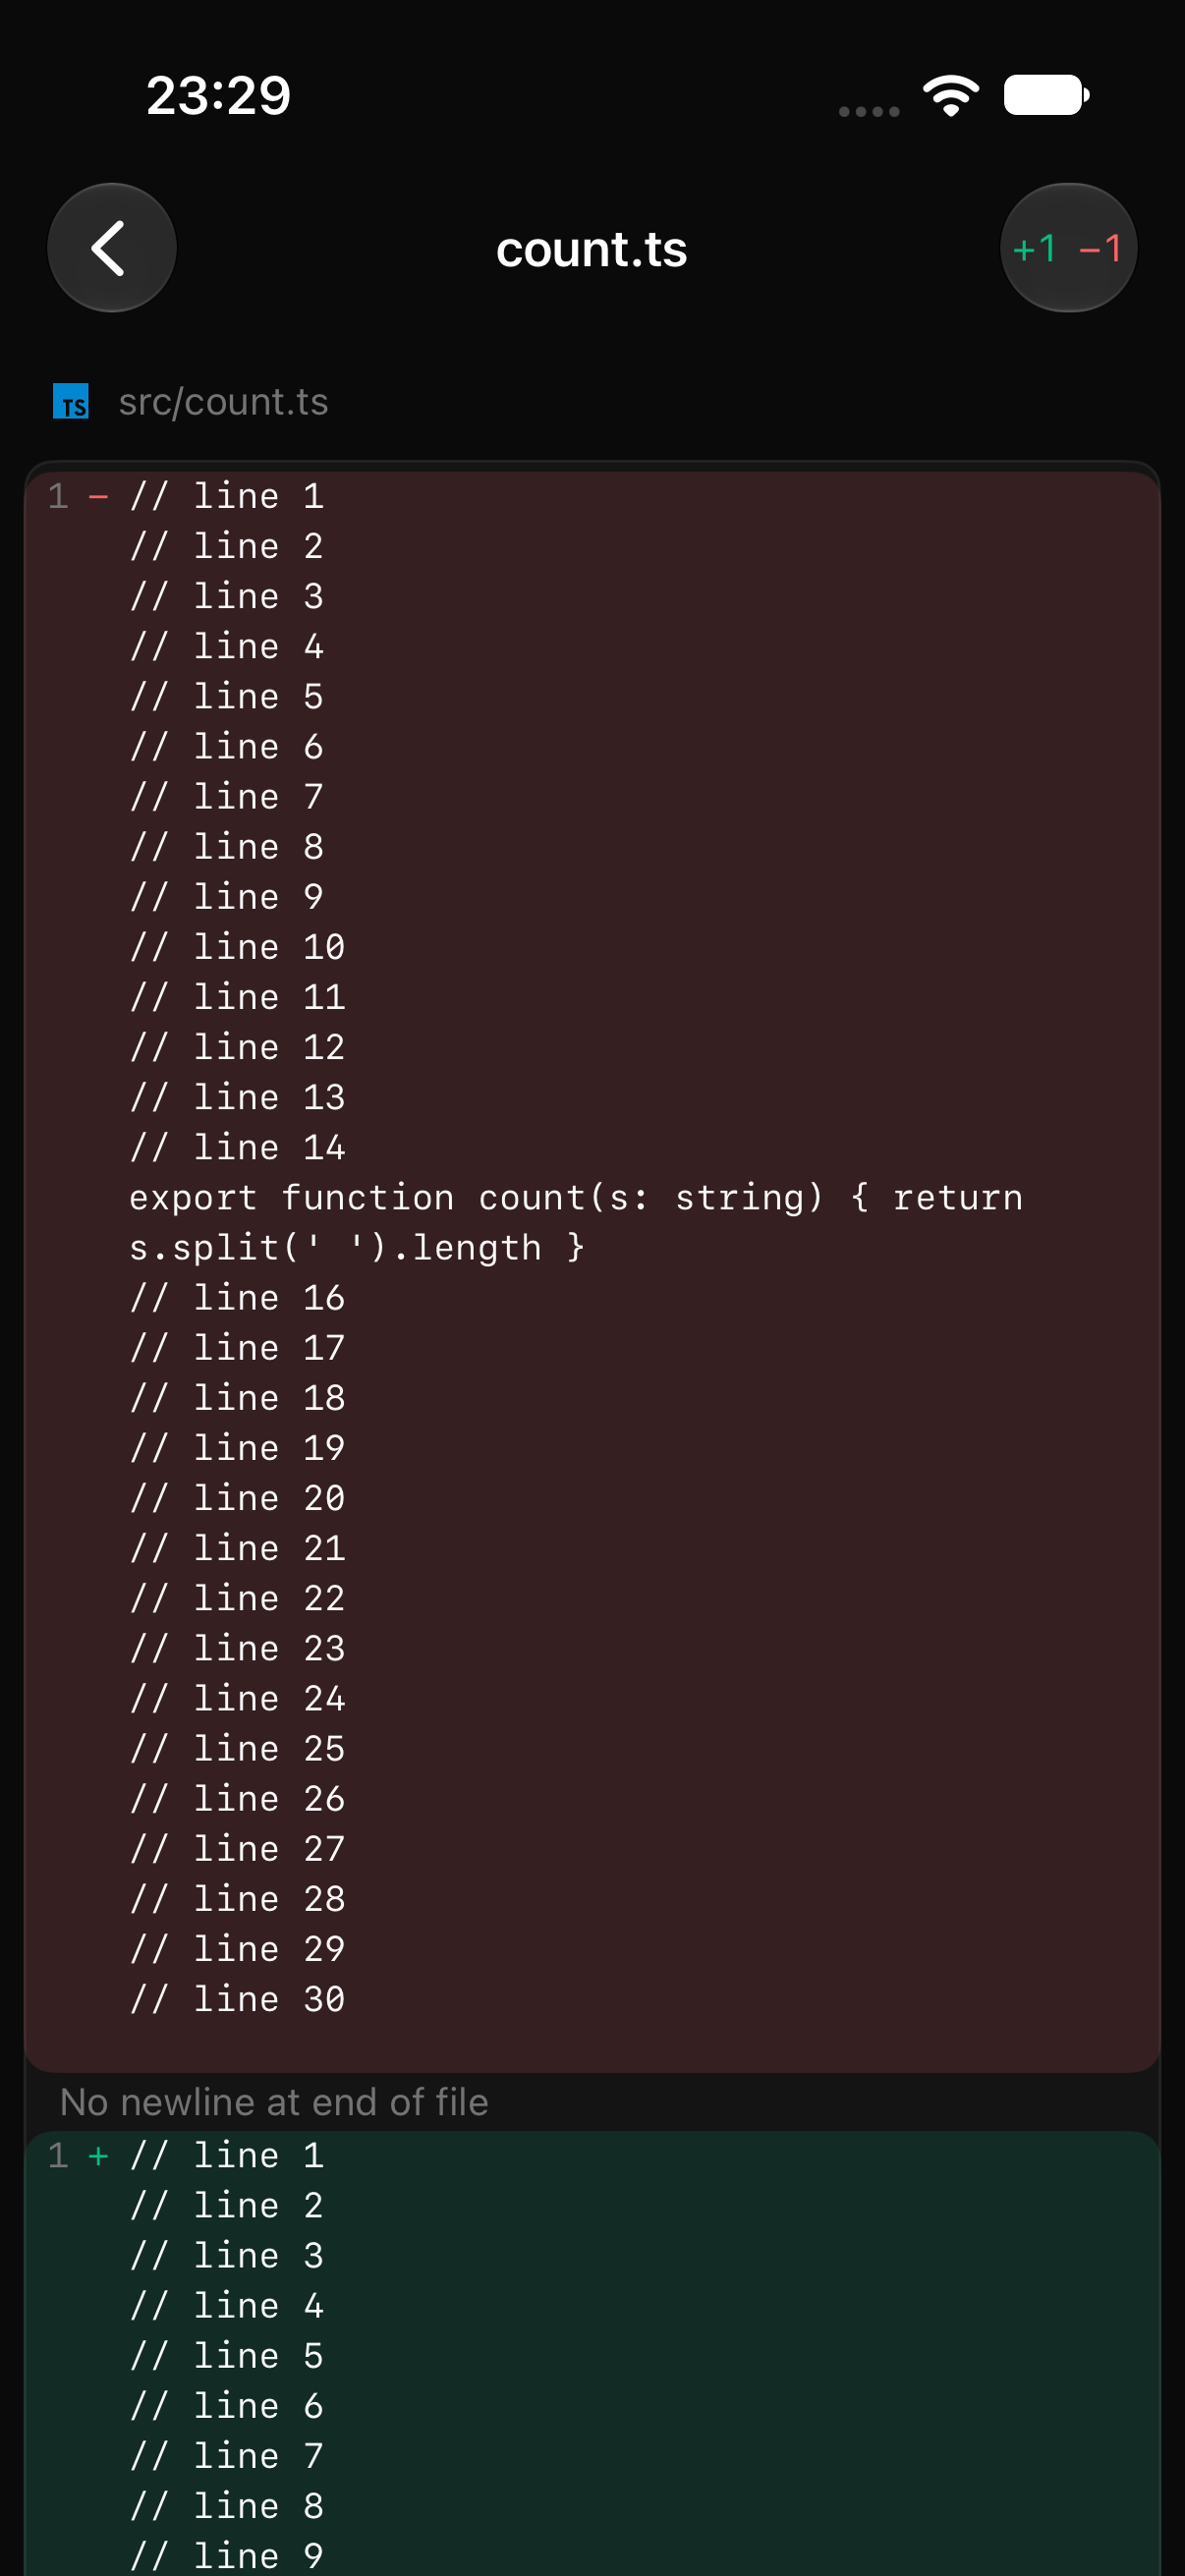 23:29
count.ts
+1 −1
TS src/count.ts
1 − // line 1
// line 2
// line 3
// line 4
// line 5
// line 6
// line 7
// line 8
// line 9
// line 10
// line 11
// line 12
// line 13
// line 14
export function count(s: string) { return
s.split(' ').length }
// line 16
// line 17
// line 18
// line 19
// line 20
// line 21
// line 22
// line 23
// line 24
// line 25
// line 26
// line 27
// line 28
// line 29
// line 30
No newline at end of file
1 + // line 1
// line 2
// line 3
// line 4
// line 5
// line 6
// line 7
// line 8
// line 9